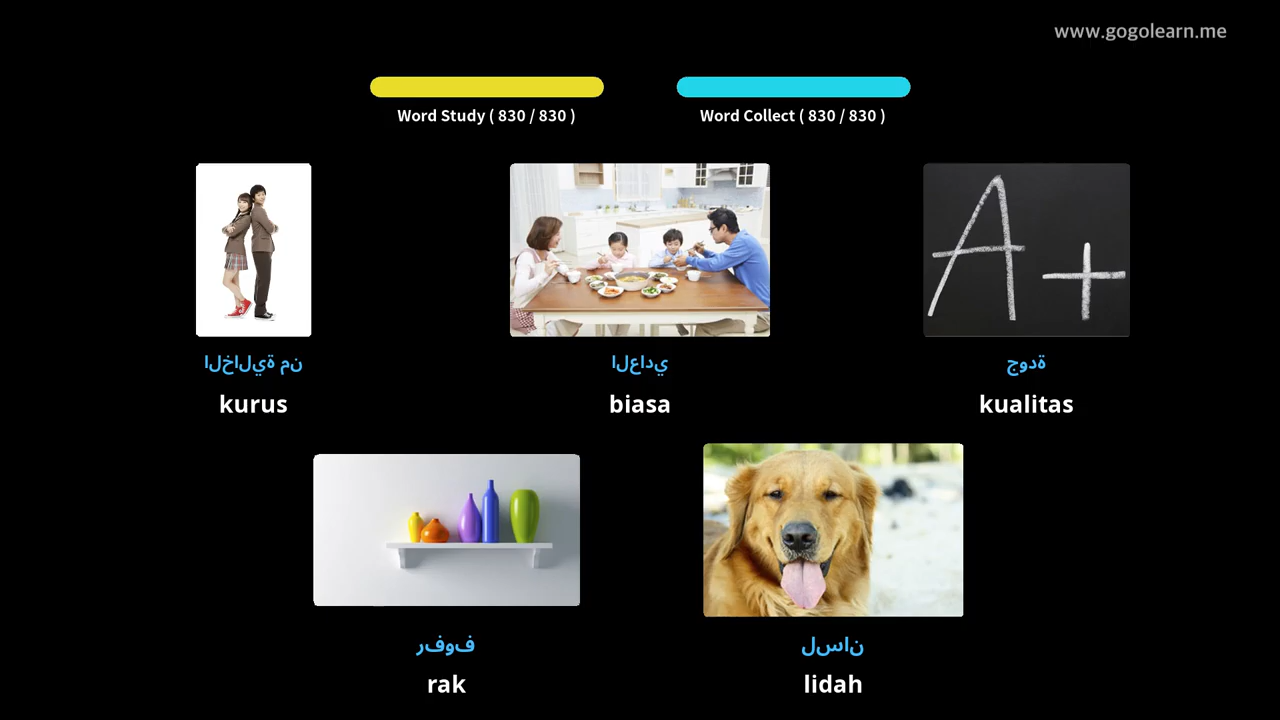 www.gogolearn.me
Word Study ( 830 / 830 )
Word Collect ( 830 / 830 )
الخالية من
kurus
العادي
biasa
جودة
kualitas
A+
رفوف
rak
لسان
lidah